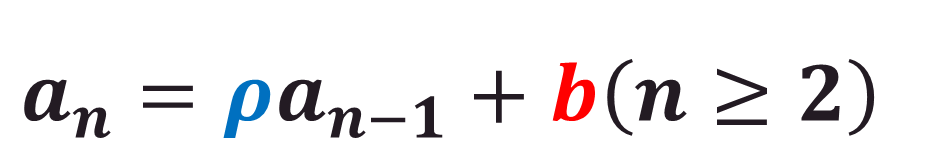 aₙ = ρaₙ₋₁ + b(n ≥ 2)